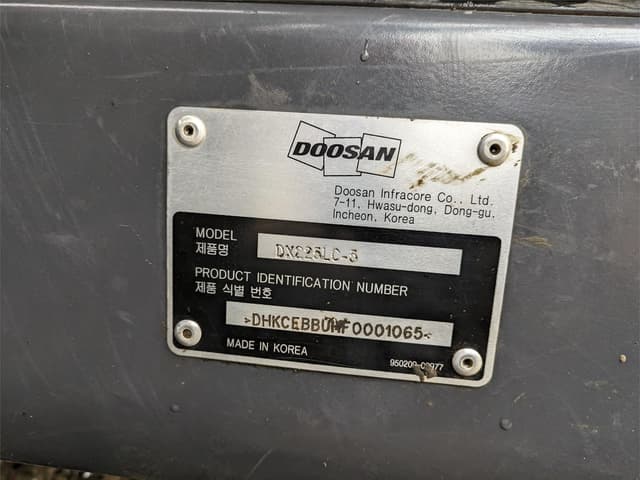 DOOSAN
Doosan Infracore Co., Ltd.
7-11, Hwasu-dong, Dong-gu,
Incheon, Korea
MODEL
제품명
DX225LC-5
PRODUCT IDENTIFICATION NUMBER
제품 식별 번호
MADE IN KOREA